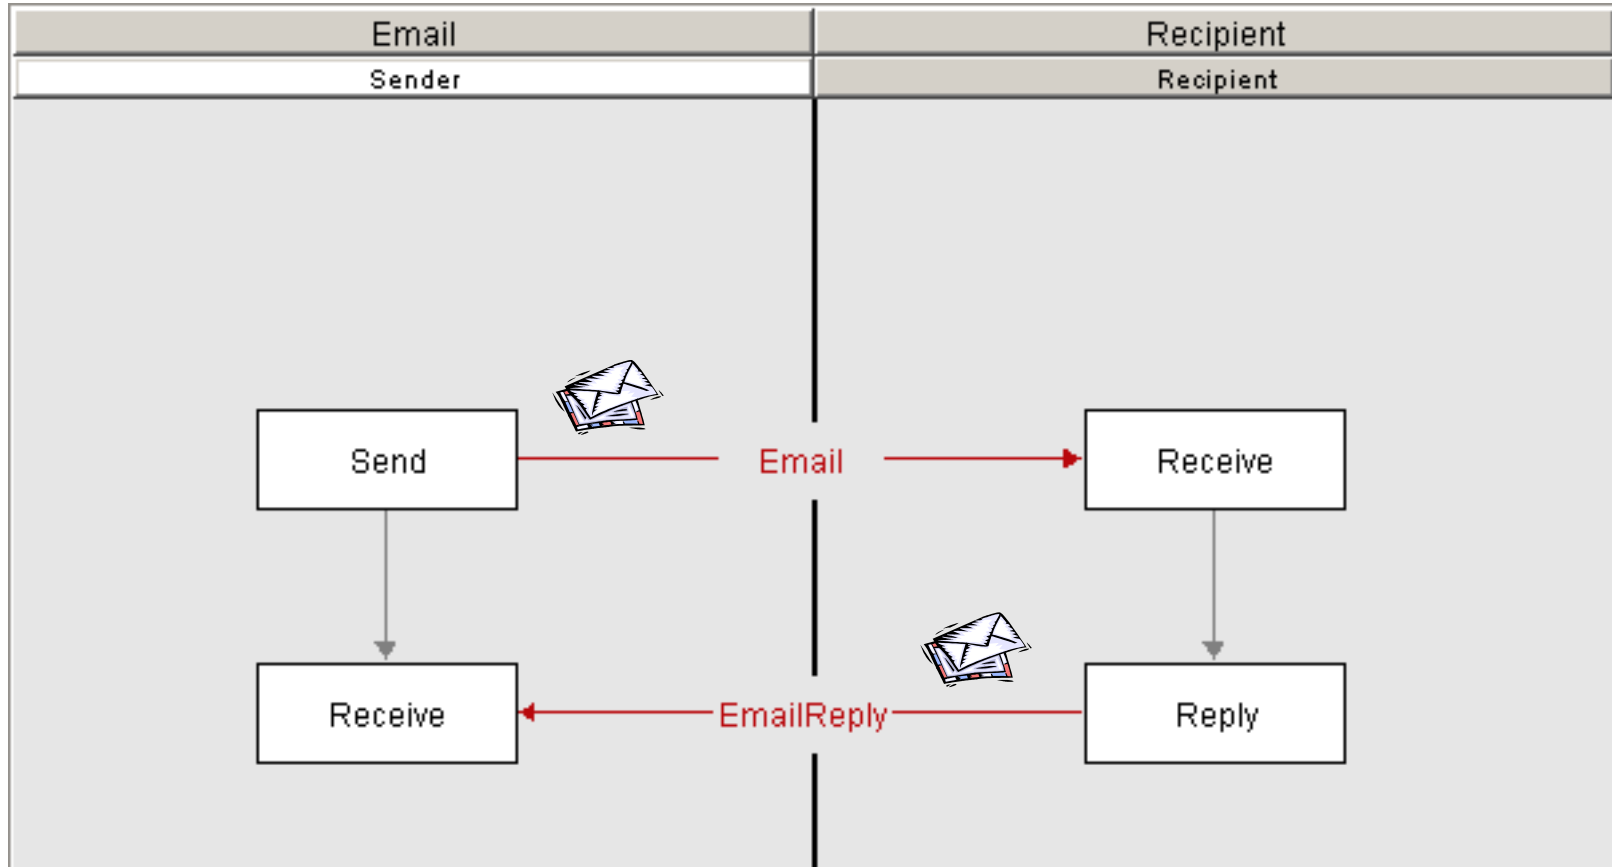 Email
Recipient
Sender
Recipient
Send
Email
Receive
Receive
EmailReply
Reply